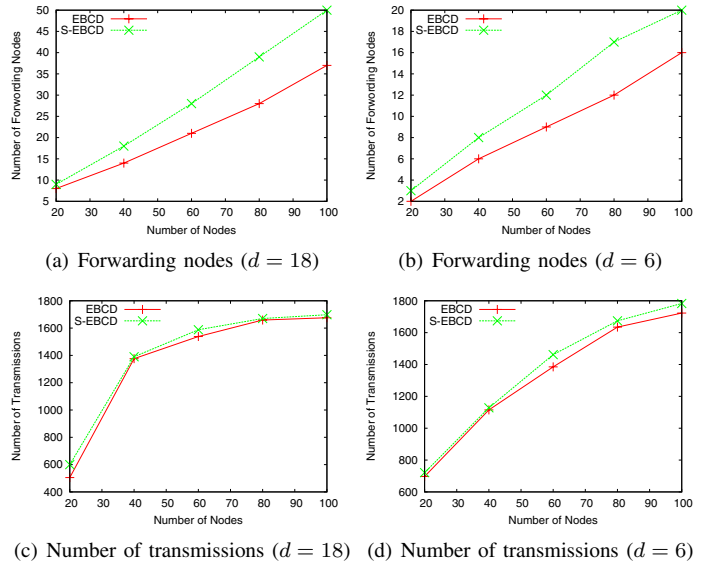 50
45
40
35
30
25
20
15
10
5
Number of Forwarding Nodes
EBCD
S-EBCD
20 30 40 50 60 70 80 90 100
Number of Nodes
(a) Forwarding nodes (d = 18)
20
18
16
14
12
10
8
6
4
2
Number of Forwarding Nodes
EBCD
S-EBCD
20 30 40 50 60 70 80 90 100
Number of Nodes
(b) Forwarding nodes (d = 6)
1800
1600
1400
1200
1000
800
600
400
Number of Transmissions
EBCD
S-EBCD
20 30 40 50 60 70 80 90 100
Number of Nodes
(c) Number of transmissions (d = 18)
1800
1600
1400
1200
1000
800
600
Number of Transmissions
EBCD
S-EBCD
20 30 40 50 60 70 80 90 100
Number of Nodes
(d) Number of transmissions (d = 6)